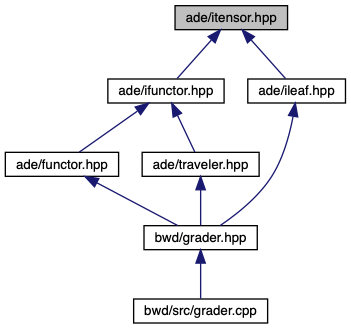 ade/itensor.hpp
ade/ifunctor.hpp
ade/ileaf.hpp
ade/functor.hpp
ade/traveler.hpp
bwd/grader.hpp
bwd/src/grader.cpp